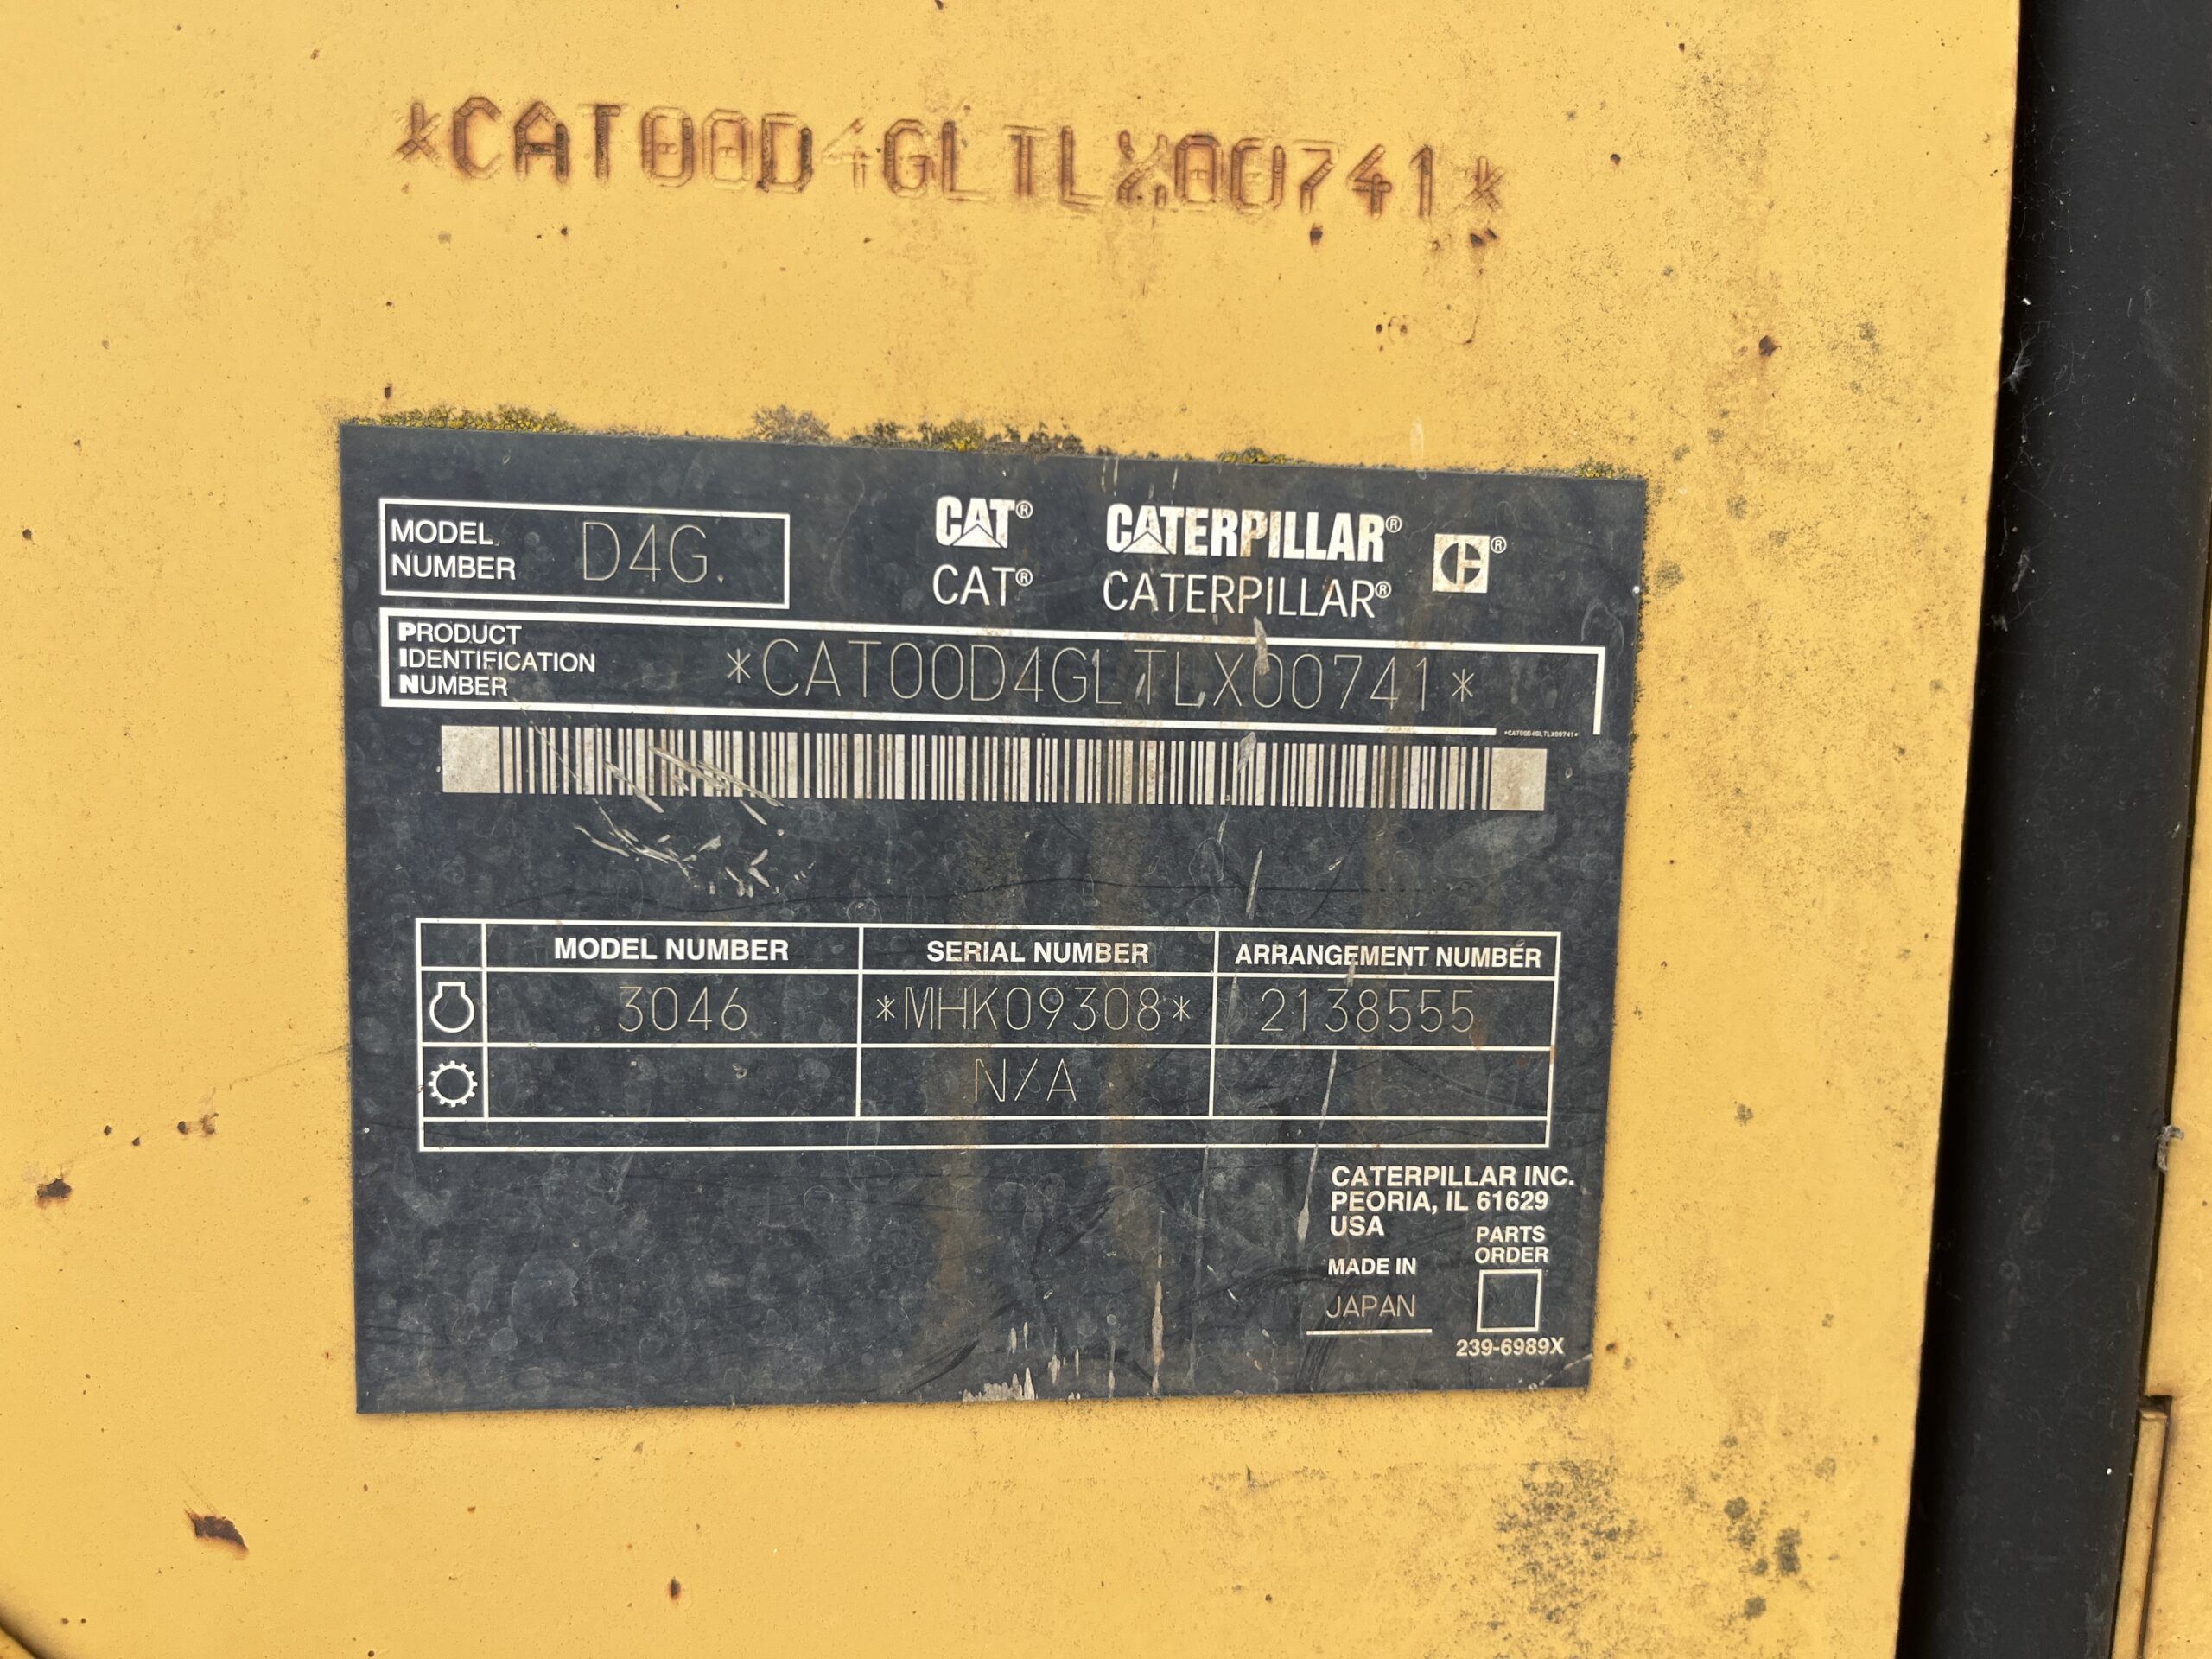 *CAT00D4GLTLX00741*
MODEL NUMBER D4G.
CAT® CATERPILLAR® ®
CAT® CATERPILLAR®
PRODUCT IDENTIFICATION NUMBER *CAT00D4GLTLX00741*
*CAT00D4GLTLX00741*
MODEL NUMBER SERIAL NUMBER ARRANGEMENT NUMBER
3046 *MHK09308* 2138555
N/A
CATERPILLAR INC.
PEORIA, IL 61629
USA
PARTS ORDER
MADE IN
JAPAN
239-6989X